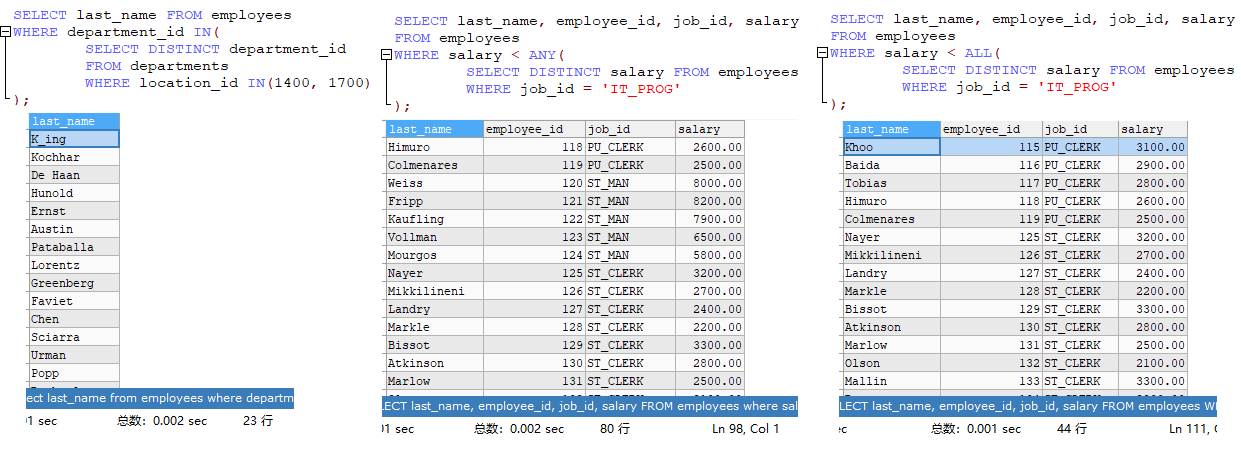 SELECT last_name FROM employees
WHERE department_id IN(
SELECT DISTINCT department_id
FROM departments
WHERE location_id IN(1400, 1700)
);
last_name
K_ing
Kochhar
De Haan
Hunold
Ernst
Austin
Pataballa
Lorentz
Greenberg
Faviet
Chen
Sciarra
Urman
Popp
ect last_name from employees where departm
01 sec 总数: 0.002 sec 23 行
SELECT last_name, employee_id, job_id, salary
FROM employees
WHERE salary < ANY(
SELECT DISTINCT salary FROM employees
WHERE job_id = 'IT_PROG'
);
last_name employee_id job_id salary
Himuro 118 PU_CLERK 2600.00
Colmenares 119 PU_CLERK 2500.00
Weiss 120 ST_MAN 8000.00
Fripp 121 ST_MAN 8200.00
Kaufling 122 ST_MAN 7900.00
Vollman 123 ST_MAN 6500.00
Mourgos 124 ST_MAN 5800.00
Nayer 125 ST_CLERK 3200.00
Mikkilineni 126 ST_CLERK 2700.00
Landry 127 ST_CLERK 2400.00
Markle 128 ST_CLERK 2200.00
Bissot 129 ST_CLERK 3300.00
Atkinson 130 ST_CLERK 2800.00
Marlow 131 ST_CLERK 2500.00
LECT last_name, employee_id, job_id, salary FROM employees where sal
01 sec 总数: 0.002 sec 80 行 Ln 98, Col 1
SELECT last_name, employee_id, job_id, salary
FROM employees
WHERE salary < ALL(
SELECT DISTINCT salary FROM employees
WHERE job_id = 'IT_PROG'
);
last_name employee_id job_id salary
Khoo 115 PU_CLERK 3100.00
Baida 116 PU_CLERK 2900.00
Tobias 117 PU_CLERK 2800.00
Himuro 118 PU_CLERK 2600.00
Colmenares 119 PU_CLERK 2500.00
Nayer 125 ST_CLERK 3200.00
Mikkilineni 126 ST_CLERK 2700.00
Landry 127 ST_CLERK 2400.00
Markle 128 ST_CLERK 2200.00
Bissot 129 ST_CLERK 3300.00
Atkinson 130 ST_CLERK 2800.00
Marlow 131 ST_CLERK 2500.00
Olson 132 ST_CLERK 2100.00
Mallin 133 ST_CLERK 3300.00
LECT last_name, employee_id, job_id, salary FROM employees W
ec 总数: 0.001 sec 44 行 Ln 111, C